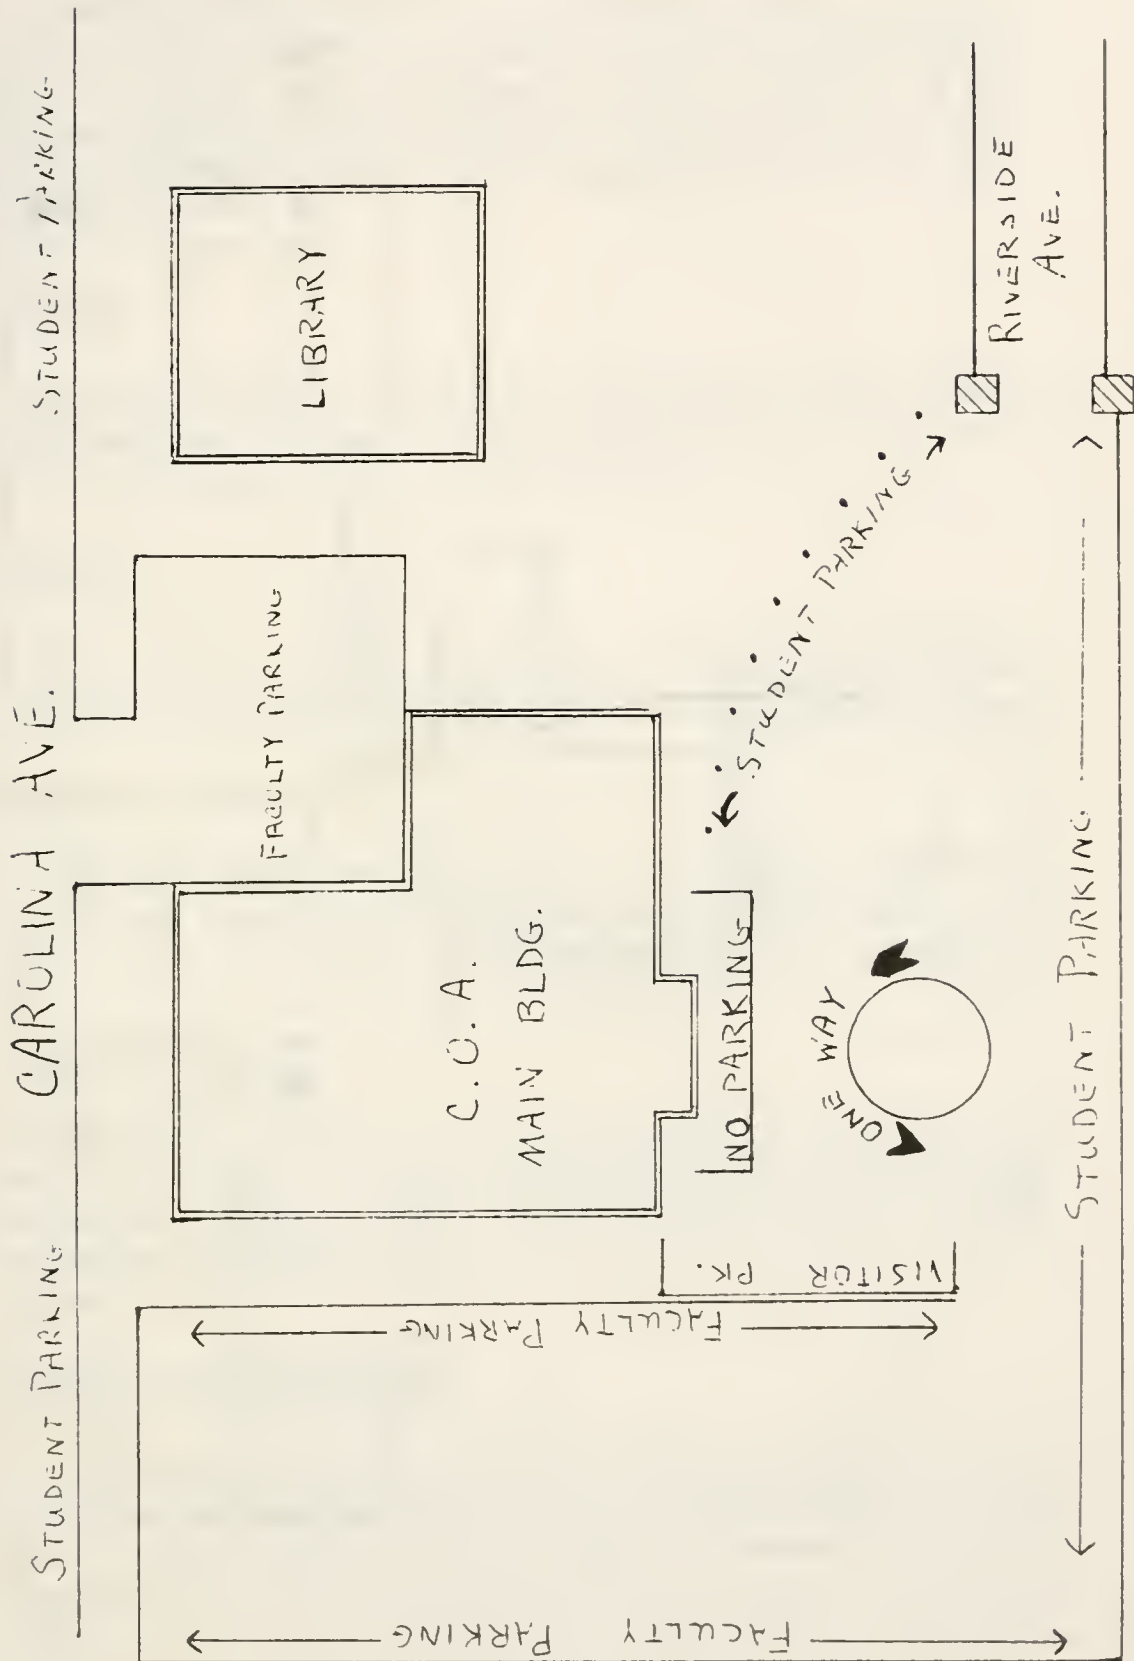 STUDENT PARKING
CAROLINA AVE.
STUDENT PARKING
LIBRARY
FACULTY PARKING
C.O.A.
MAIN BLDG.
NO PARKING
ONE WAY
STUDENT PARKING
RIVERSIDE
AVE.
VISITOR PK.
FACULTY PARKING
FACULTY PARKING
STUDENT PARKING